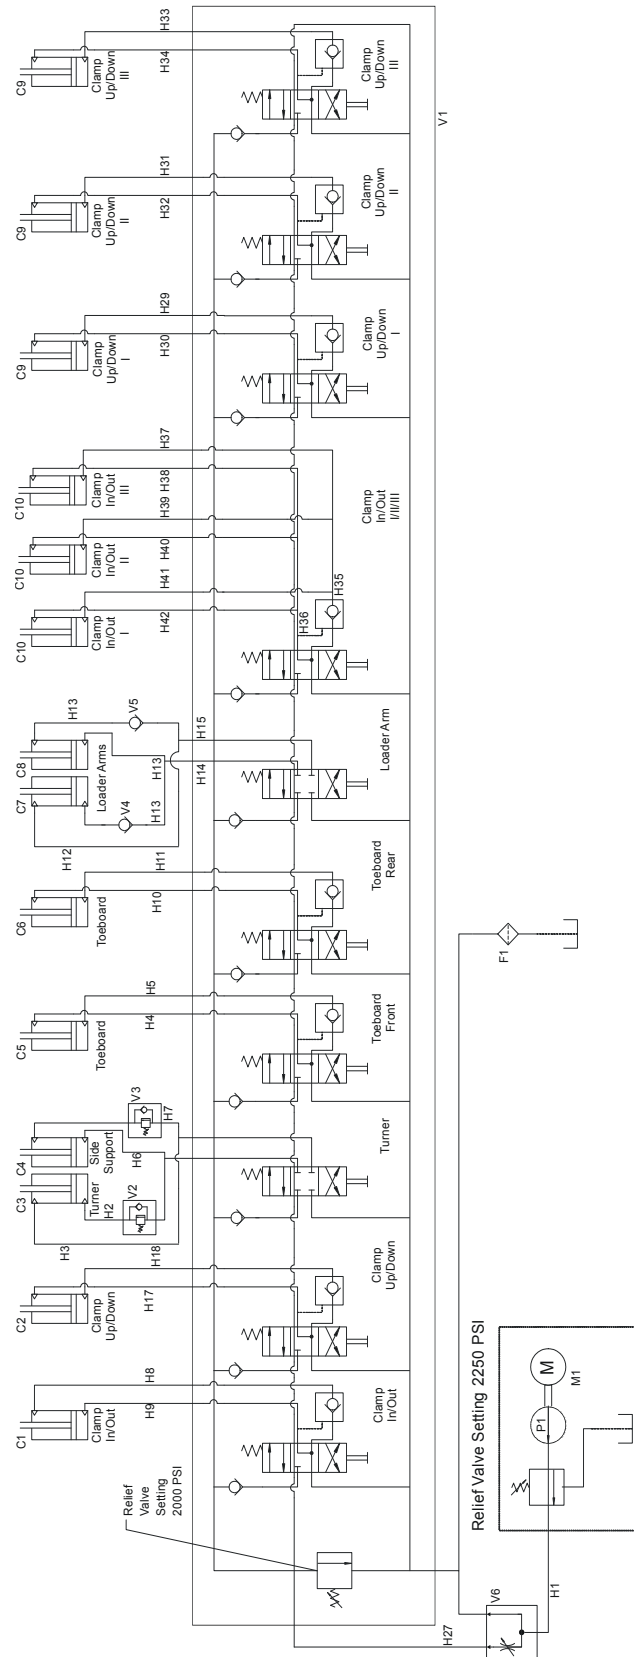 H33
H34
C9
Clamp
Up/Down
III
Clamp
Up/Down
III
V1
H31
H32
C9
Clamp
Up/Down
II
Clamp
Up/Down
II
H29
H30
C9
Clamp
Up/Down
I
Clamp
Up/Down
I
H37
H38
H39
H40
H41
H42
C10
Clamp
In/Out
III
C10
Clamp
In/Out
II
C10
Clamp
In/Out
I
H35
H36
Clamp
In/Out
I/II/III
H13
V5
H15
C8
C7
Loader Arms
H13
V4
H13
H14
H12
Loader Arm
H11
H10
C6
Toeboard
Toeboard
Rear
H5
H4
C5
Toeboard
Toeboard
Front
F1
V3
H7
C4
Side
Support
H6
C3
Turner
H2
V2
H3
H18
Turner
H17
C2
Clamp
Up/Down
Clamp
Up/Down
H8
H9
C1
Clamp
In/Out
Clamp
In/Out
Relief
Valve
Setting
2000 PSI
Relief Valve Setting 2250 PSI
M
M1
P1
V6
H1
H27